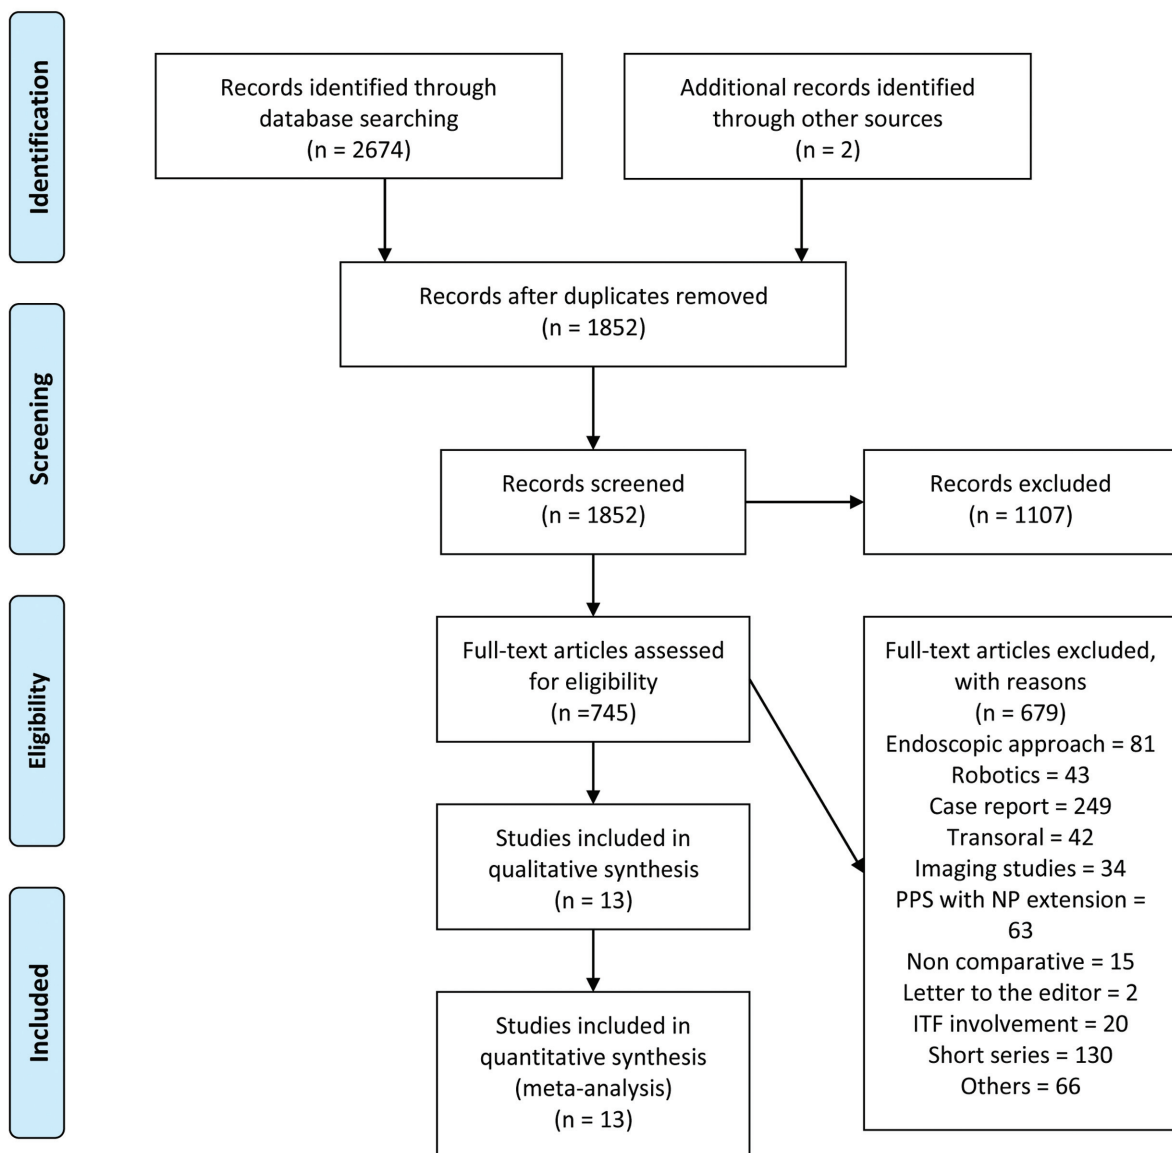 Identification
Records identified through
database searching
(n = 2674)
Additional records identified
through other sources
(n = 2)
Records after duplicates removed
(n = 1852)
Screening
Records screened
(n = 1852)
Records excluded
(n = 1107)
Eligibility
Full-text articles assessed
for eligibility
(n =745)
Full-text articles excluded,
with reasons
(n = 679)
Endoscopic approach = 81
Robotics = 43
Case report = 249
Transoral = 42
Imaging studies = 34
PPS with NP extension =
63
Non comparative = 15
Letter to the editor = 2
ITF involvement = 20
Short series = 130
Others = 66
Studies included in
qualitative synthesis
(n = 13)
Included
Studies included in
quantitative synthesis
(meta-analysis)
(n = 13)